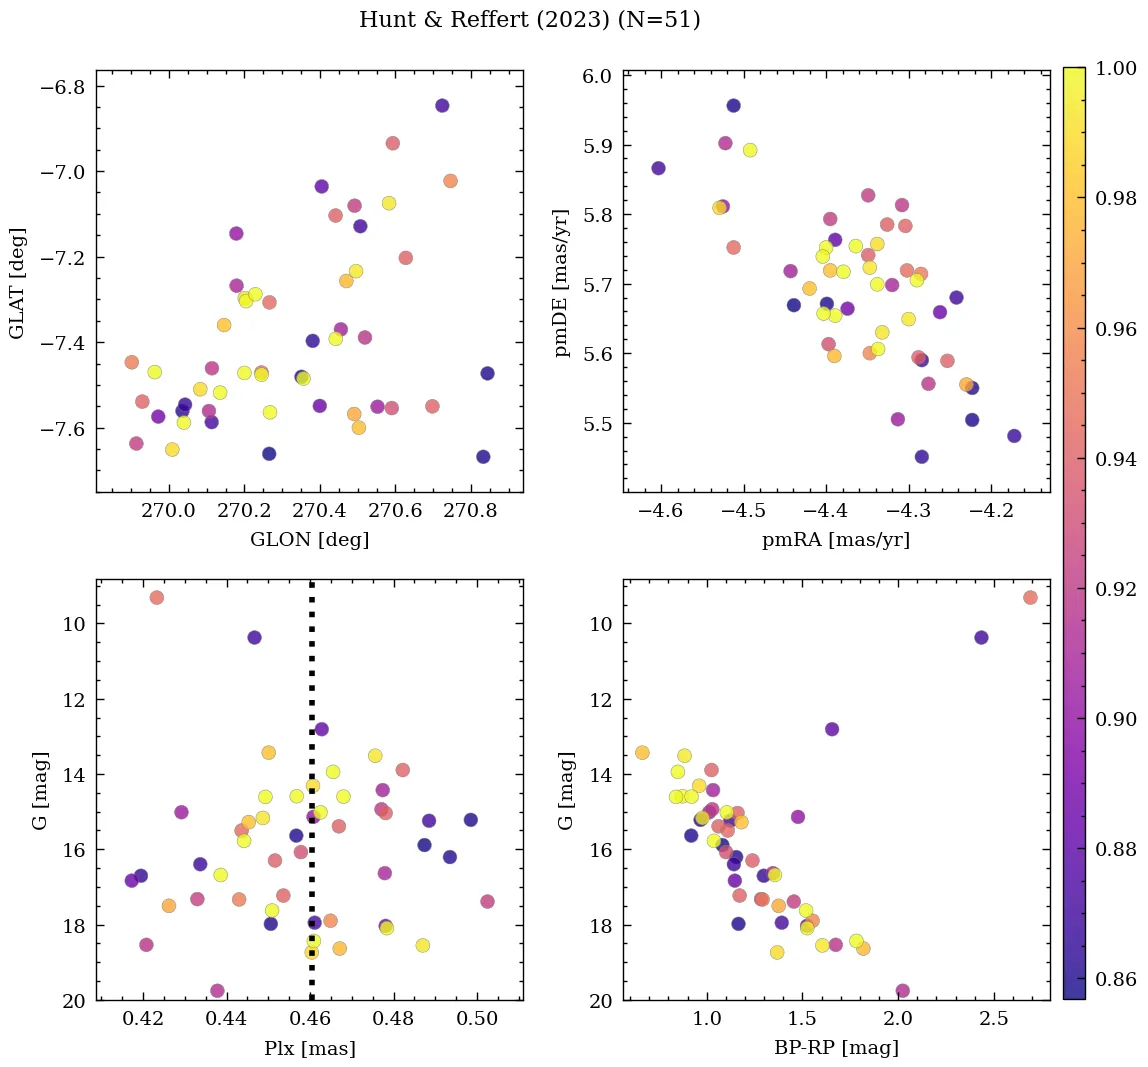 Hunt & Reffert (2023) (N=51)
−6.8
−7.0
−7.2
−7.4
−7.6
GLAT [deg]
270.0 270.2 270.4 270.6 270.8
GLON [deg]
6.0
5.9
5.8
5.7
5.6
5.5
pmDE [mas/yr]
−4.6 −4.5 −4.4 −4.3 −4.2
pmRA [mas/yr]
10
12
14
16
18
20
G [mag]
0.42 0.44 0.46 0.48 0.50
Plx [mas]
10
12
14
16
18
20
G [mag]
1.0 1.5 2.0 2.5
BP-RP [mag]
1.00
0.98
0.96
0.94
0.92
0.90
0.88
0.86